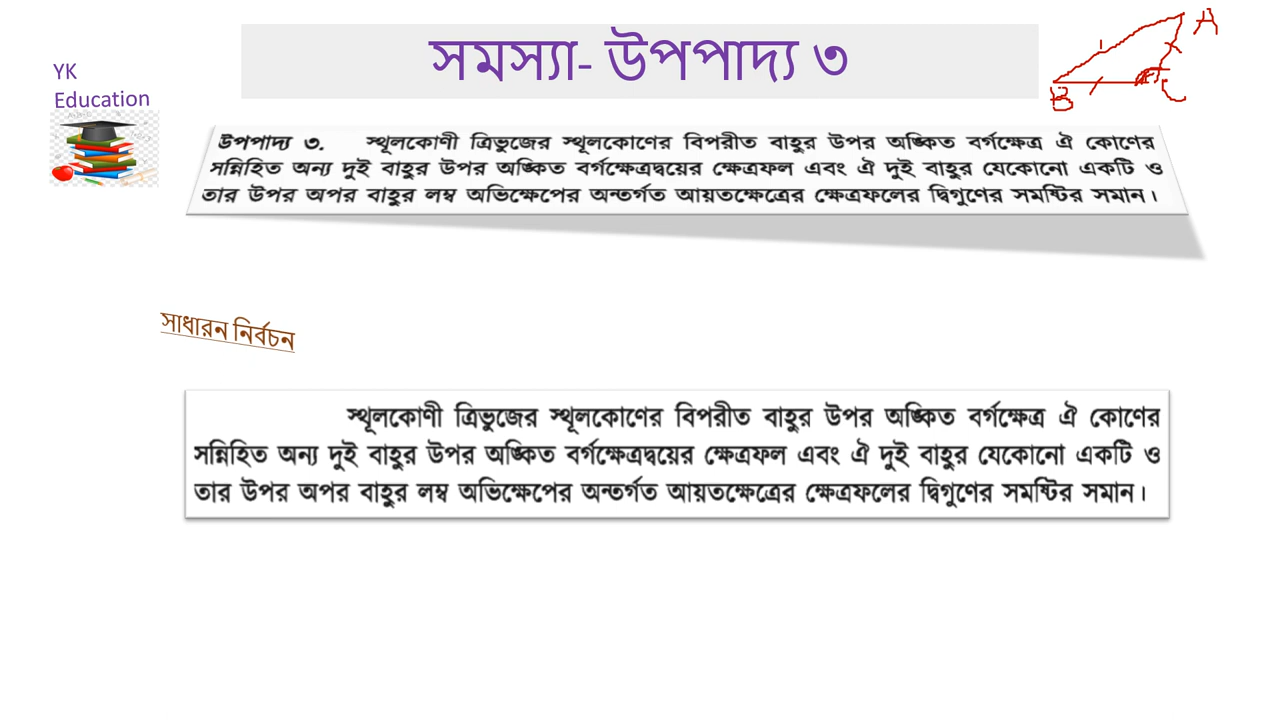 সমস্যা- উপপাদ্য ৩
A
B
C
YK
Education
উপপাদ্য ৩. স্থূলকোণী ত্রিভুজের স্থূলকোণের বিপরীত বাহুর উপর অঙ্কিত বর্গক্ষেত্র ঐ কোণের
সন্নিহিত অন্য দুই বাহুর উপর অঙ্কিত বর্গক্ষেত্রদ্বয়ের ক্ষেত্রফল এবং ঐ দুই বাহুর যেকোনো একটি ও
তার উপর অপর বাহুর লম্ব অভিক্ষেপের অন্তর্গত আয়তক্ষেত্রের ক্ষেত্রফলের দ্বিগুণের সমষ্টির সমান।
সাধারন নির্বচন
স্থূলকোণী ত্রিভুজের স্থূলকোণের বিপরীত বাহুর উপর অঙ্কিত বর্গক্ষেত্র ঐ কোণের
সন্নিহিত অন্য দুই বাহুর উপর অঙ্কিত বর্গক্ষেত্রদ্বয়ের ক্ষেত্রফল এবং ঐ দুই বাহুর যেকোনো একটি ও
তার উপর অপর বাহুর লম্ব অভিক্ষেপের অন্তর্গত আয়তক্ষেত্রের ক্ষেত্রফলের দ্বিগুণের সমষ্টির সমান।